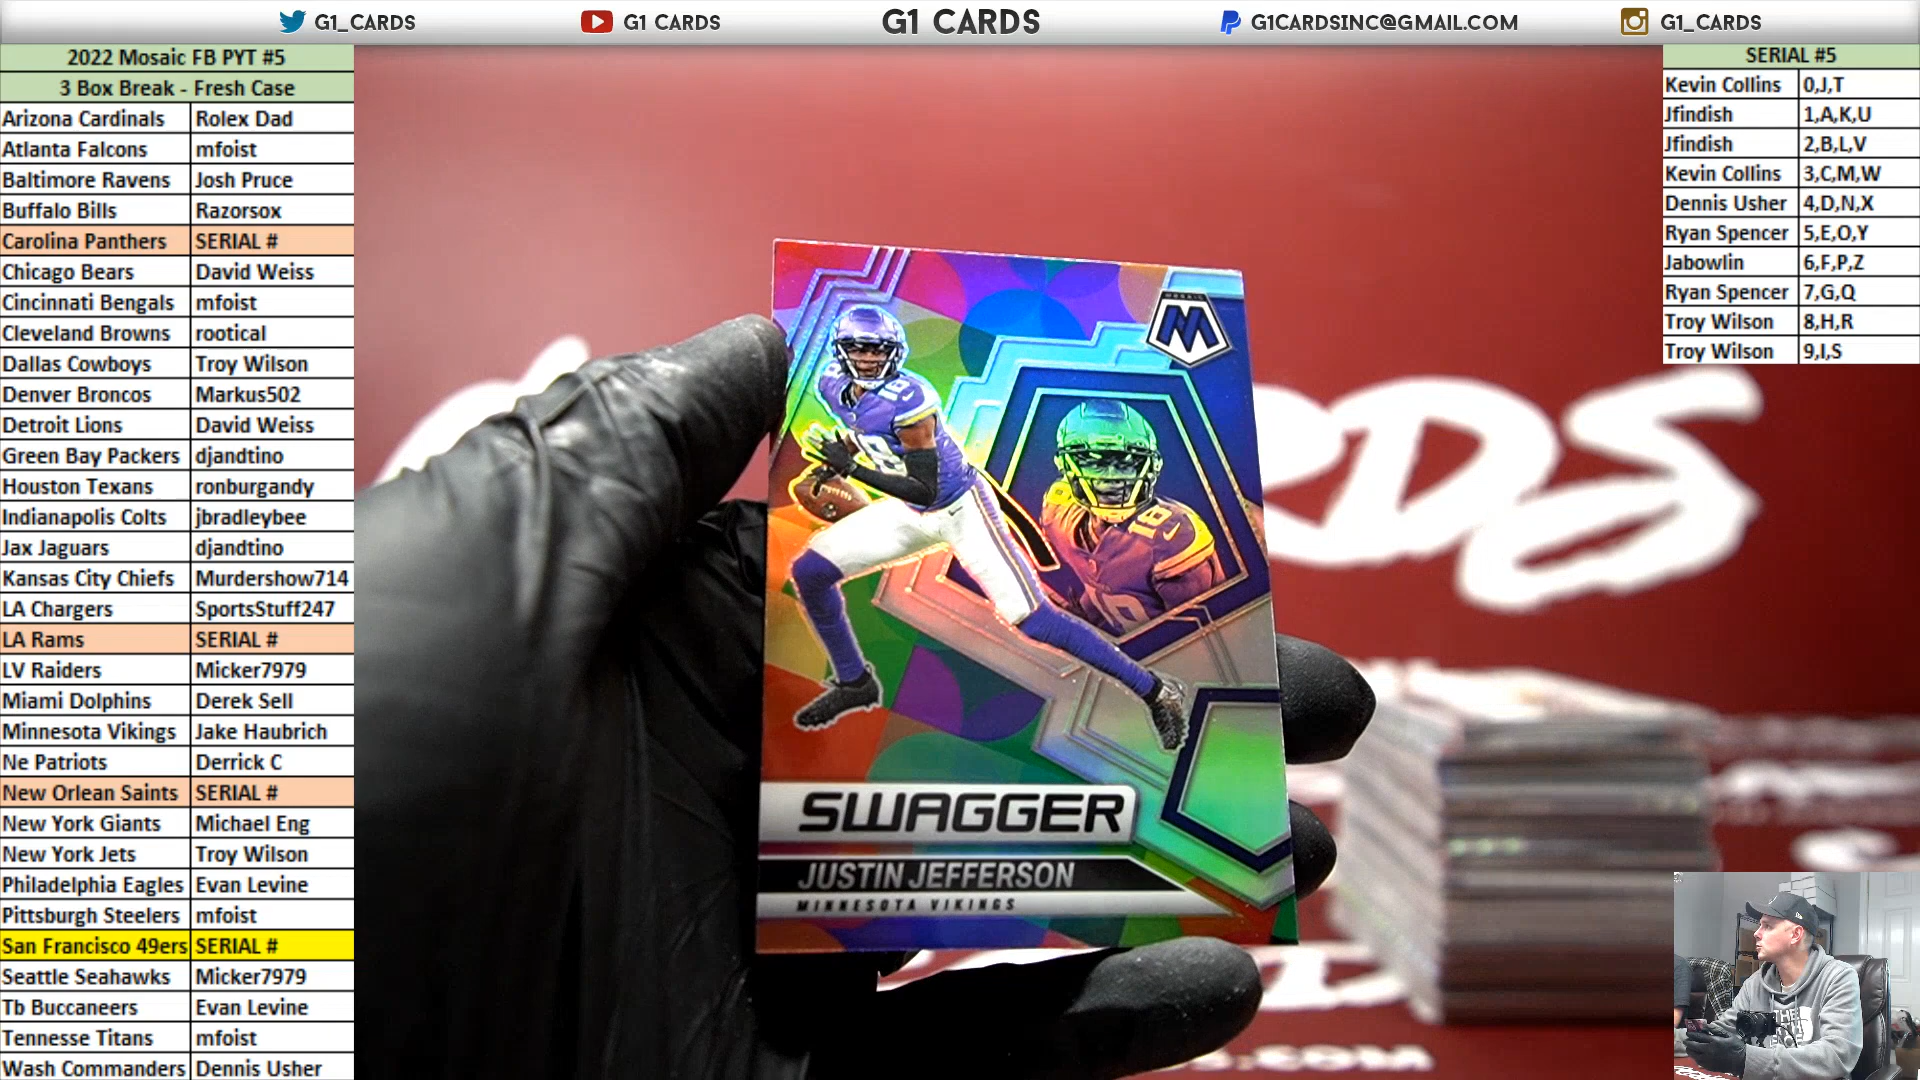 G1_CARDS
G1 CARDS
G1 CARDS
G1CARDSINC@GMAIL.COM
G1_CARDS
2022 Mosaic FB PYT #5
3 Box Break - Fresh Case
Arizona Cardinals Rolex Dad
Atlanta Falcons mfoist
Baltimore Ravens Josh Pruce
Buffalo Bills Razorsox
Carolina Panthers SERIAL #
Chicago Bears David Weiss
Cincinnati Bengals mfoist
Cleveland Browns rootical
Dallas Cowboys Troy Wilson
Denver Broncos Markus502
Detroit Lions David Weiss
Green Bay Packers djandtino
Houston Texans ronburgandy
Indianapolis Colts jbradleybee
Jax Jaguars djandtino
Kansas City Chiefs Murdershow714
LA Chargers SportsStuff247
LA Rams SERIAL #
LV Raiders Micker7979
Miami Dolphins Derek Sell
Minnesota Vikings Jake Haubrich
Ne Patriots Derrick C
New Orlean Saints SERIAL #
New York Giants Michael Eng
New York Jets Troy Wilson
Philadelphia Eagles Evan Levine
Pittsburgh Steelers mfoist
San Francisco 49ers SERIAL #
Seattle Seahawks Micker7979
Tb Buccaneers Evan Levine
Tennesse Titans mfoist
Wash Commanders Dennis Usher
SERIAL #5
Kevin Collins 0,J,T
Jfindish 1,A,K,U
Jfindish 2,B,L,V
Kevin Collins 3,C,M,W
Dennis Usher 4,D,N,X
Ryan Spencer 5,E,O,Y
Jabowlin 6,F,P,Z
Ryan Spencer 7,G,Q
Troy Wilson 8,H,R
Troy Wilson 9,I,S
MOSAIC
M
18
18
18
SWAGGER
JUSTIN JEFFERSON
MINNESOTA VIKINGS
RDS
.COM